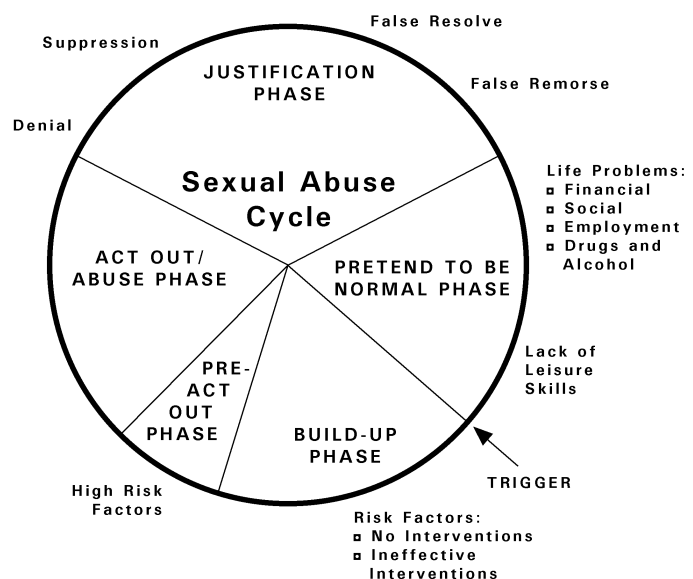 False Resolve
Suppression
JUSTIFICATION
PHASE
False Remorse
Denial
Sexual Abuse
Cycle
Life Problems:
Financial
Social
Employment
Drugs and
Alcohol
ACT OUT/
ABUSE PHASE
PRETEND TO BE
NORMAL PHASE
Lack of
Leisure
Skills
PRE-
ACT
OUT
PHASE
BUILD-UP
PHASE
TRIGGER
High Risk
Factors
Risk Factors:
No Interventions
Ineffective
Interventions